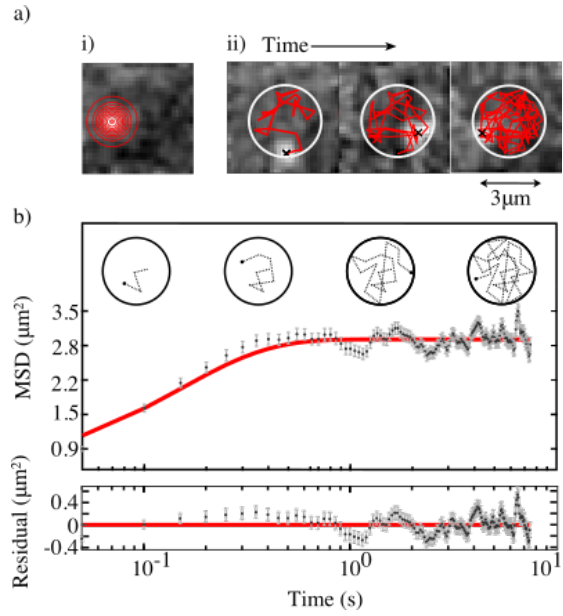 a)
i)
ii)
Time
3μm
b)
MSD (μm²)
3.5
2.8
2.2
1.5
0.9
Residual (μm²)
0.4
0
-0.4
10⁻¹
10⁰
10¹
Time (s)